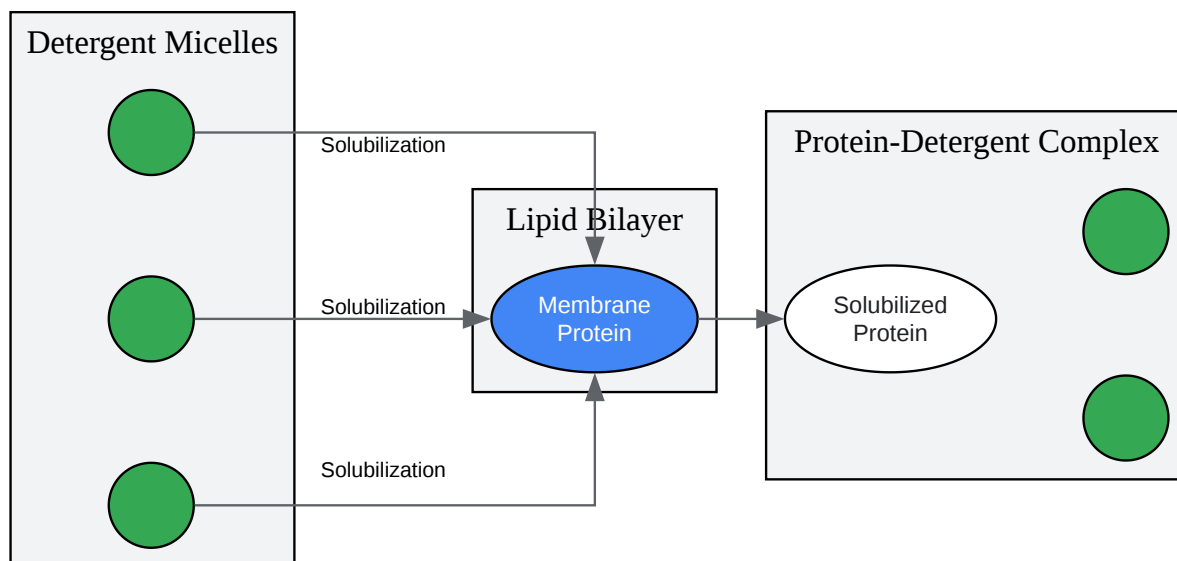 Detergent Micelles
Solubilization
Solubilization
Solubilization
Lipid Bilayer
Membrane
Protein
Protein-Detergent Complex
Solubilized
Protein